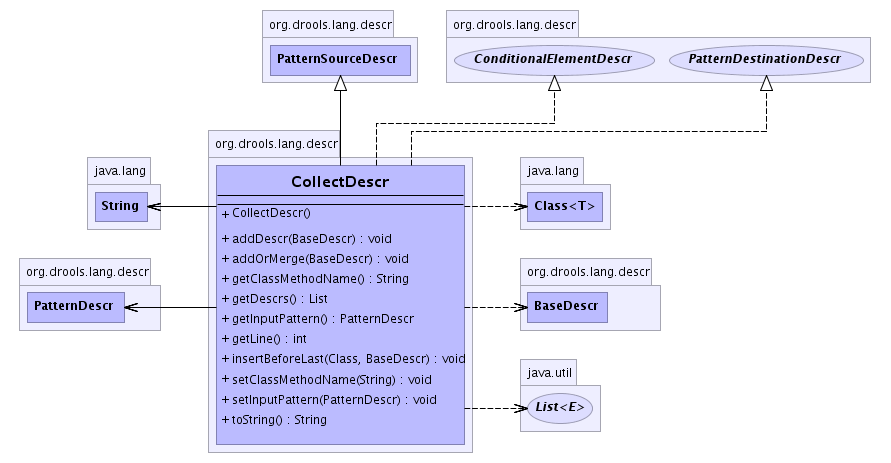 org.drools.lang.descr
PatternSourceDescr
org.drools.lang.descr
ConditionalElementDescr
PatternDestinationDescr
org.drools.lang.descr
CollectDescr
+ CollectDescr()
+ addDescr(BaseDescr) : void
+ addOrMerge(BaseDescr) : void
+ getClassMethodName() : String
+ getDescrs() : List
+ getInputPattern() : PatternDescr
+ getLine() : int
+ insertBeforeLast(Class, BaseDescr) : void
+ setClassMethodName(String) : void
+ setInputPattern(PatternDescr) : void
+ toString() : String
java.lang
String
org.drools.lang.descr
PatternDescr
java.lang
Class<T>
org.drools.lang.descr
BaseDescr
java.util
List<E>